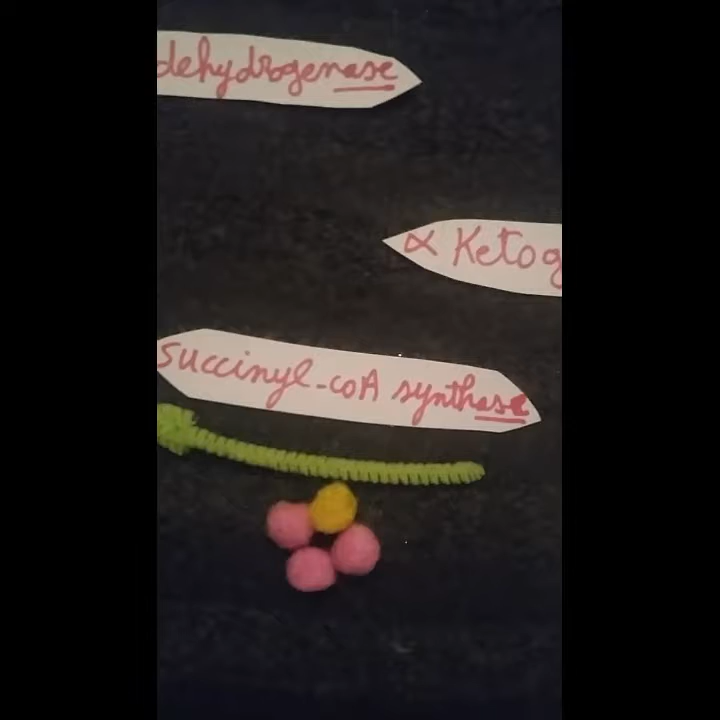 dehydrogenase
∝ Ketog
succinyl-coA synthase